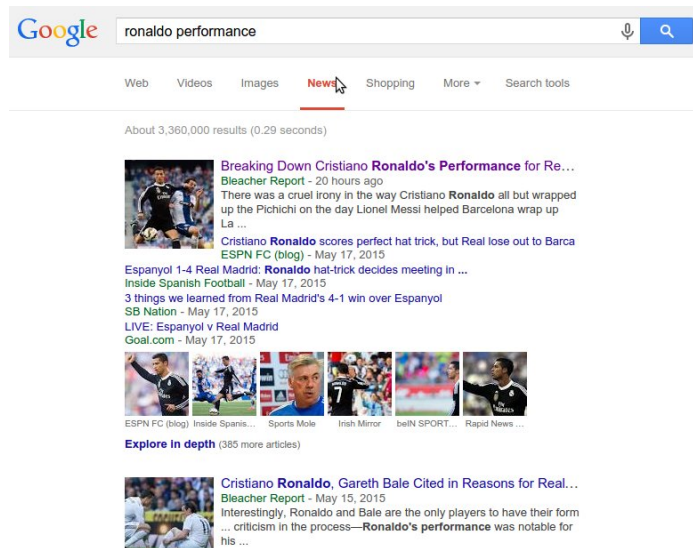 Google
ronaldo performance
Web Videos Images News Shopping More Search tools
About 3,360,000 results (0.29 seconds)
Breaking Down Cristiano Ronaldo's Performance for Re...
Bleacher Report - 20 hours ago
There was a cruel irony in the way Cristiano Ronaldo all but wrapped
up the Pichichi on the day Lionel Messi helped Barcelona wrap up
La ...
Cristiano Ronaldo scores perfect hat trick, but Real lose out to Barca
ESPN FC (blog) - May 17, 2015
Espanyol 1-4 Real Madrid: Ronaldo hat-trick decides meeting in ...
Inside Spanish Football - May 17, 2015
3 things we learned from Real Madrid's 4-1 win over Espanyol
SB Nation - May 17, 2015
LIVE: Espanyol v Real Madrid
Goal.com - May 17, 2015
7
ESPN FC (blog) Inside Spanis... Sports Mole Irish Mirror beIN SPORT... Rapid News ...
Explore in depth (385 more articles)
Cristiano Ronaldo, Gareth Bale Cited in Reasons for Real...
Bleacher Report - May 15, 2015
Interestingly, Ronaldo and Bale are the only players to have their form
... criticism in the process—Ronaldo's performance was notable for
his ...